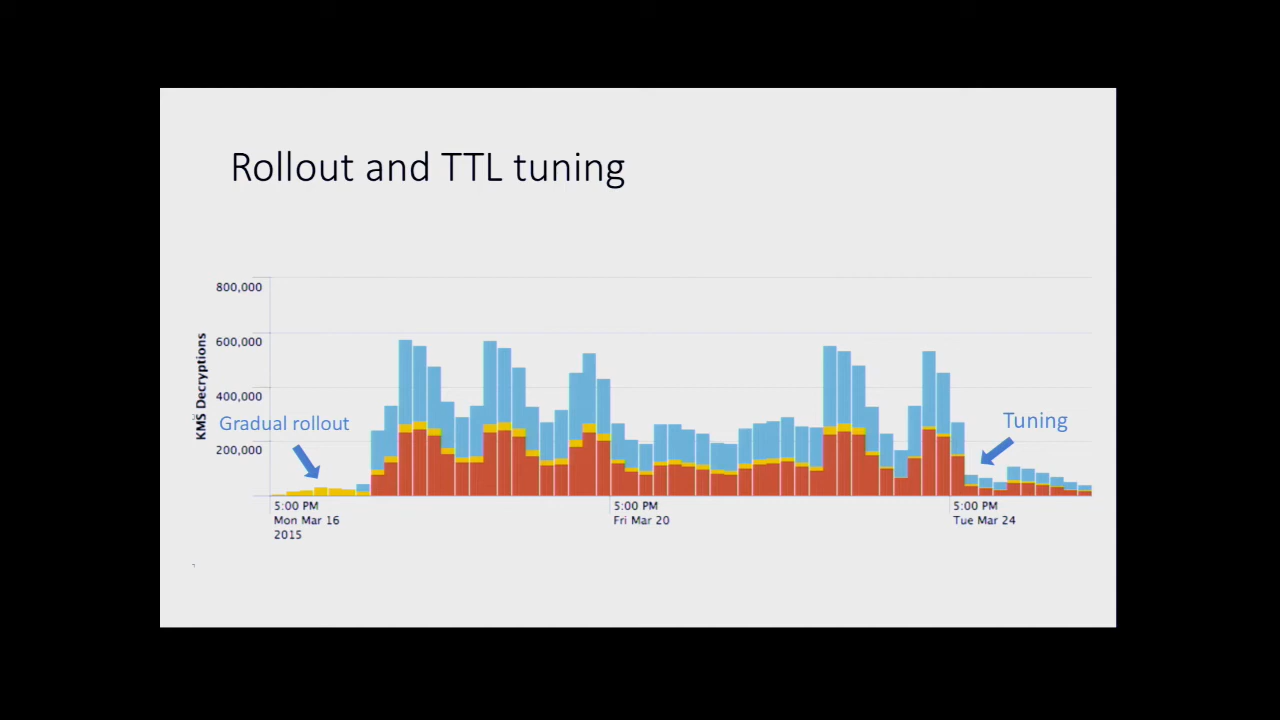 Rollout and TTL tuning
800,000
600,000
400,000
200,000
KMS Decryptions
Gradual rollout
Tuning
5:00 PM
Mon Mar 16
2015
5:00 PM
Fri Mar 20
5:00 PM
Tue Mar 24